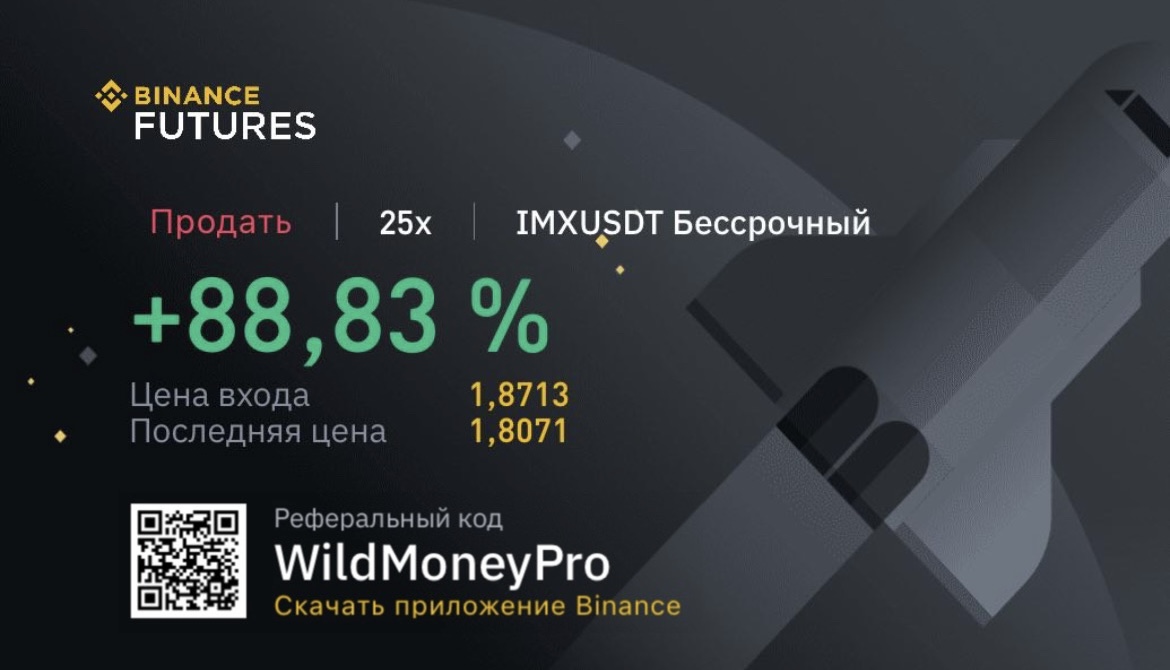 BINANCE
FUTURES
Продать | 25x | IMXUSDT Бессрочный
+88,83 %
Цена входа 1,8713
Последняя цена 1,8071
Реферальный код
WildMoneyPro
Скачать приложение Binance